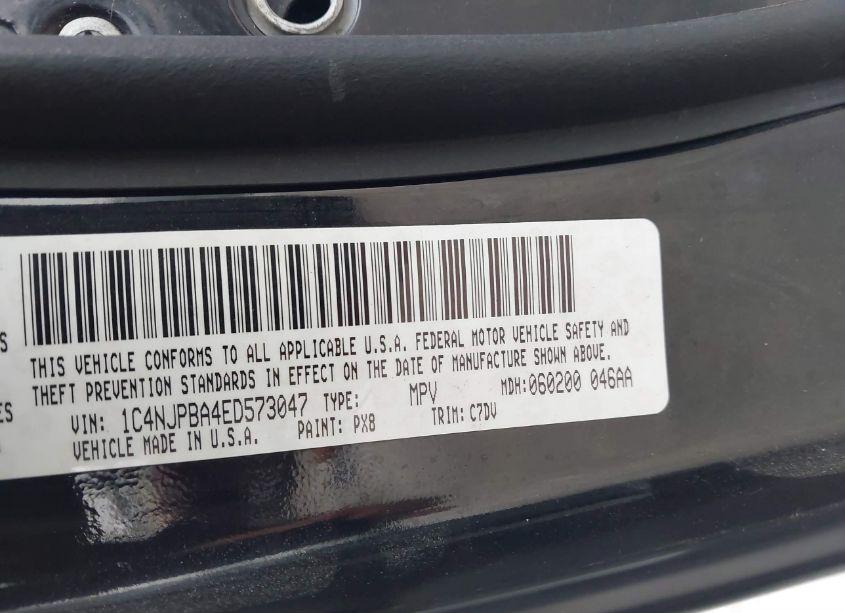 S
THIS VEHICLE CONFORMS TO ALL APPLICABLE U.S.A. FEDERAL MOTOR VEHICLE SAFETY AND
THEFT PREVENTION STANDARDS IN EFFECT ON THE DATE OF MANUFACTURE SHOWN ABOVE.
ES VIN: 1C4NJPBA4ED573047 TYPE: MPV MDH:060200 046AA
VEHICLE MADE IN U.S.A. PAINT: PX8 TRIM: C7DV